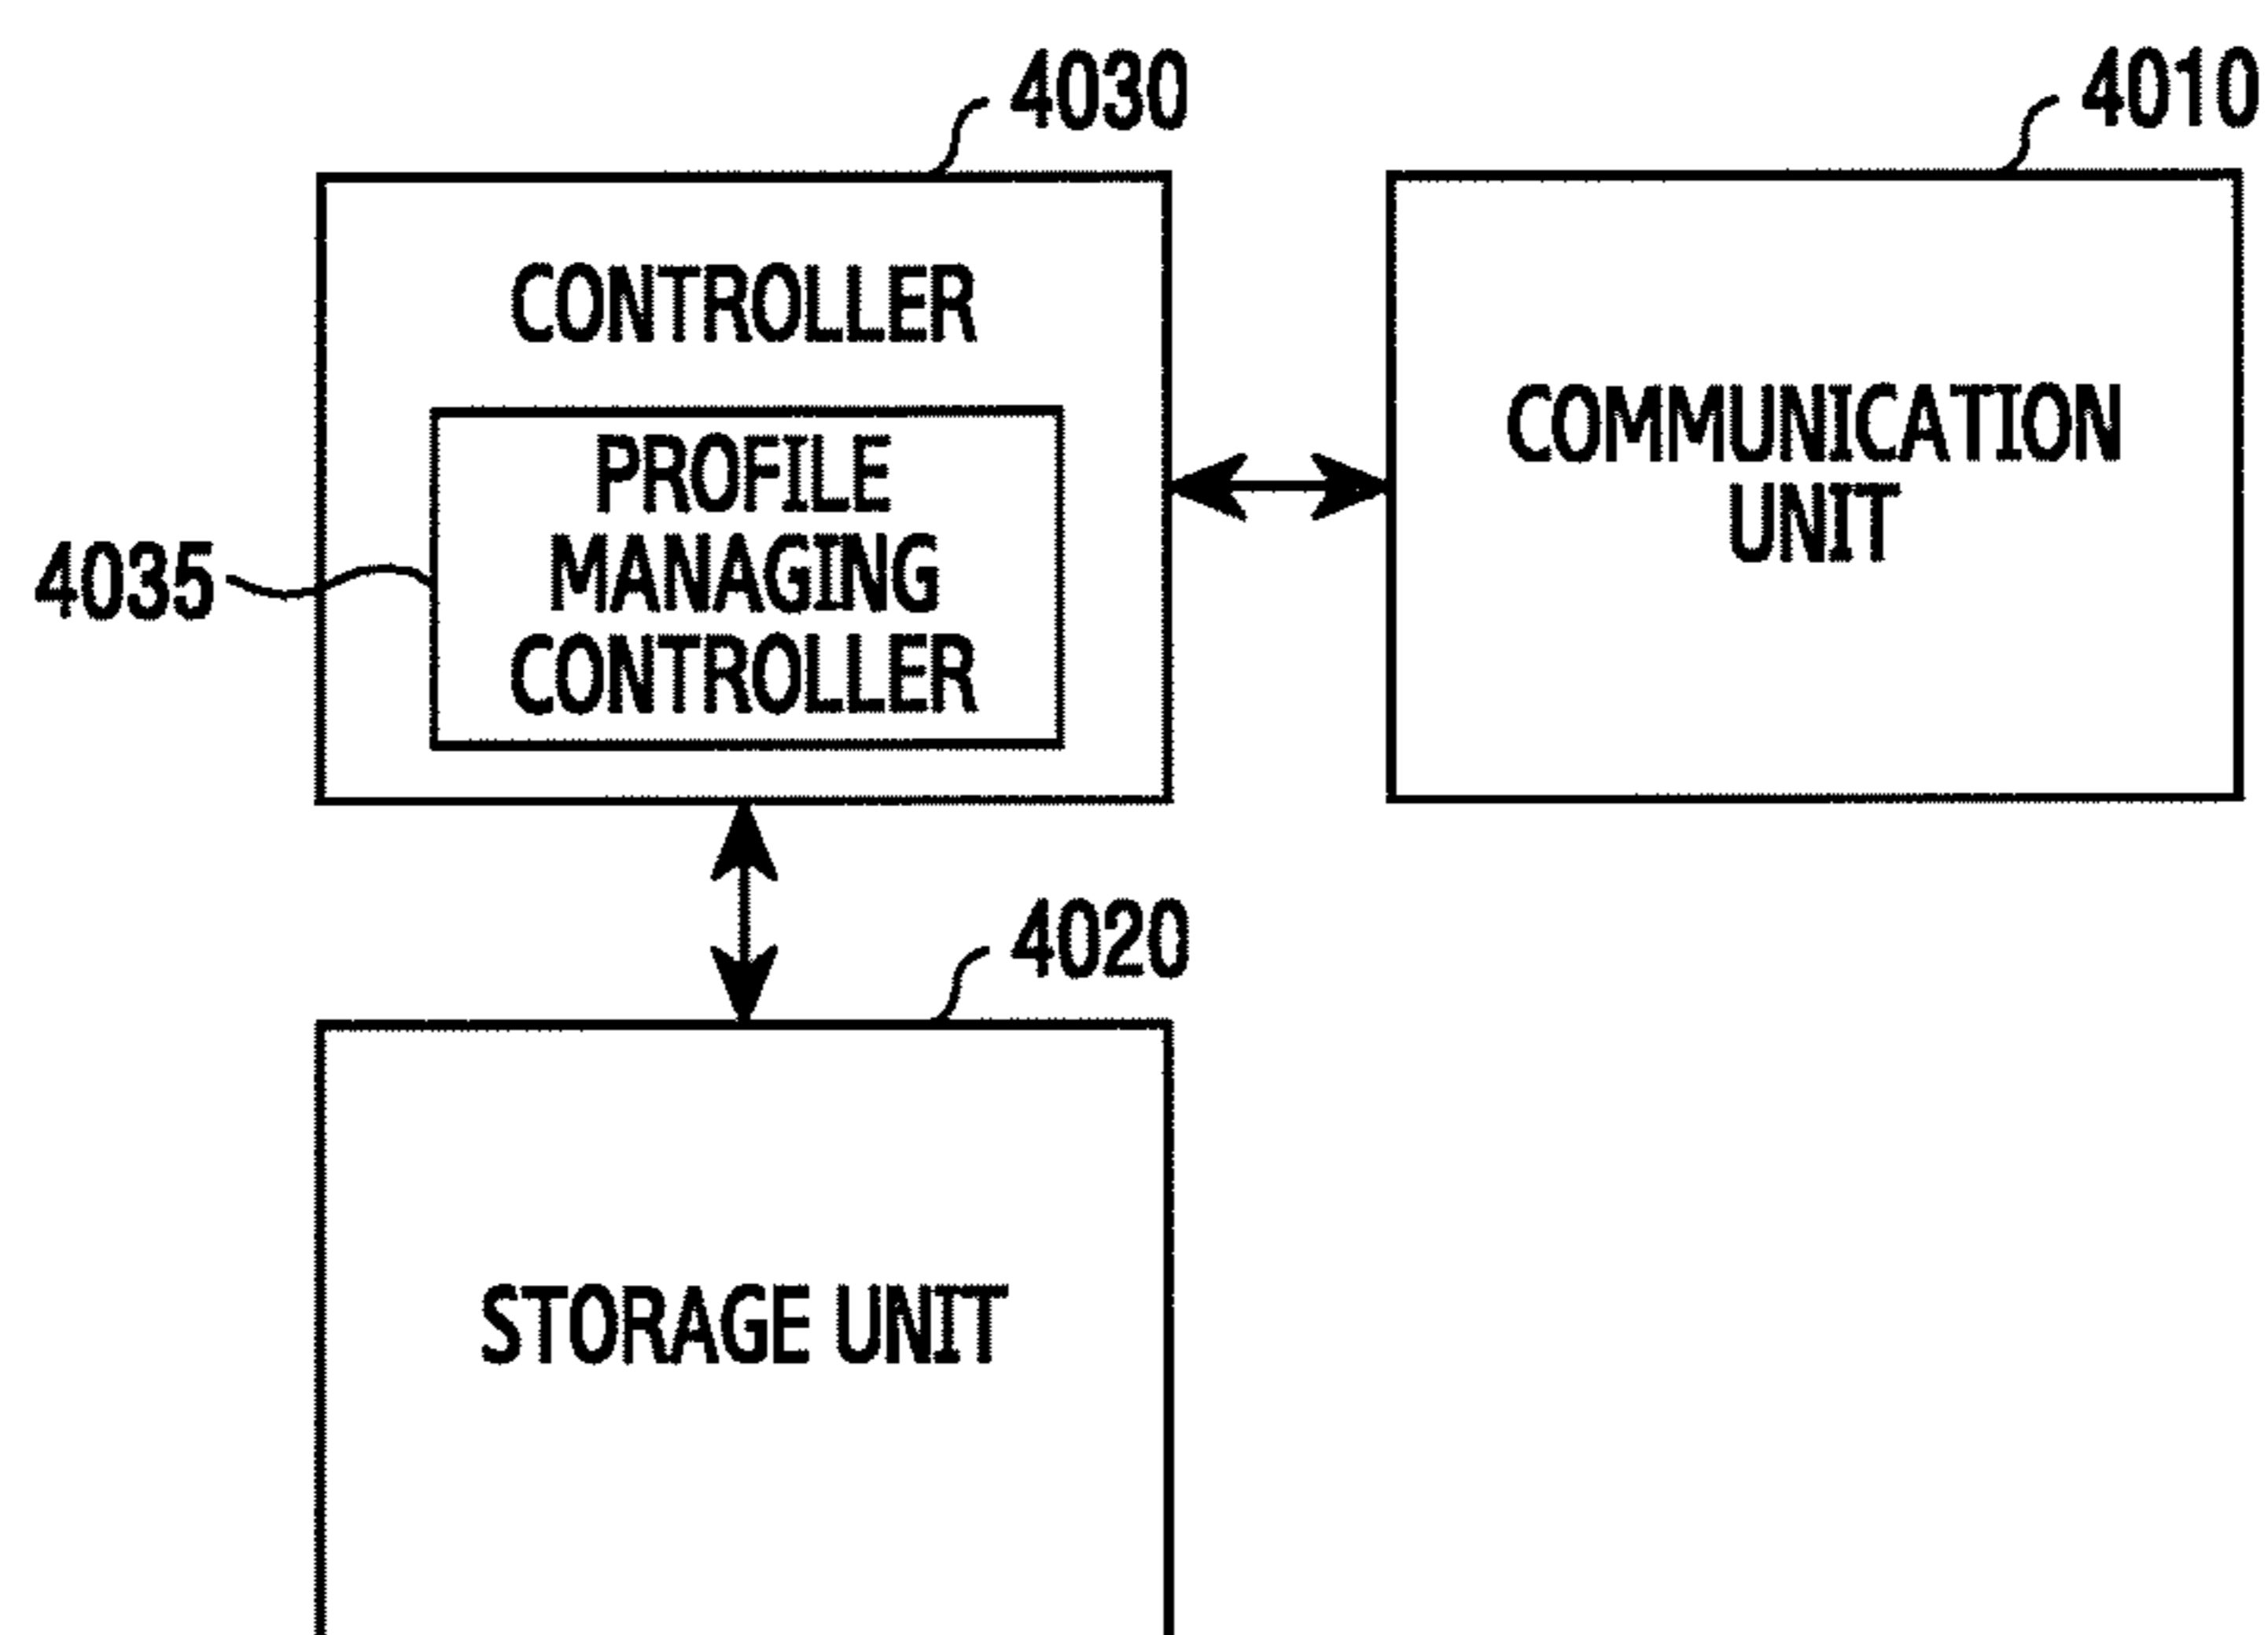 4030
4010
CONTROLLER
PROFILE
MANAGING
CONTROLLER
4035
COMMUNICATION
UNIT
4020
STORAGE UNIT